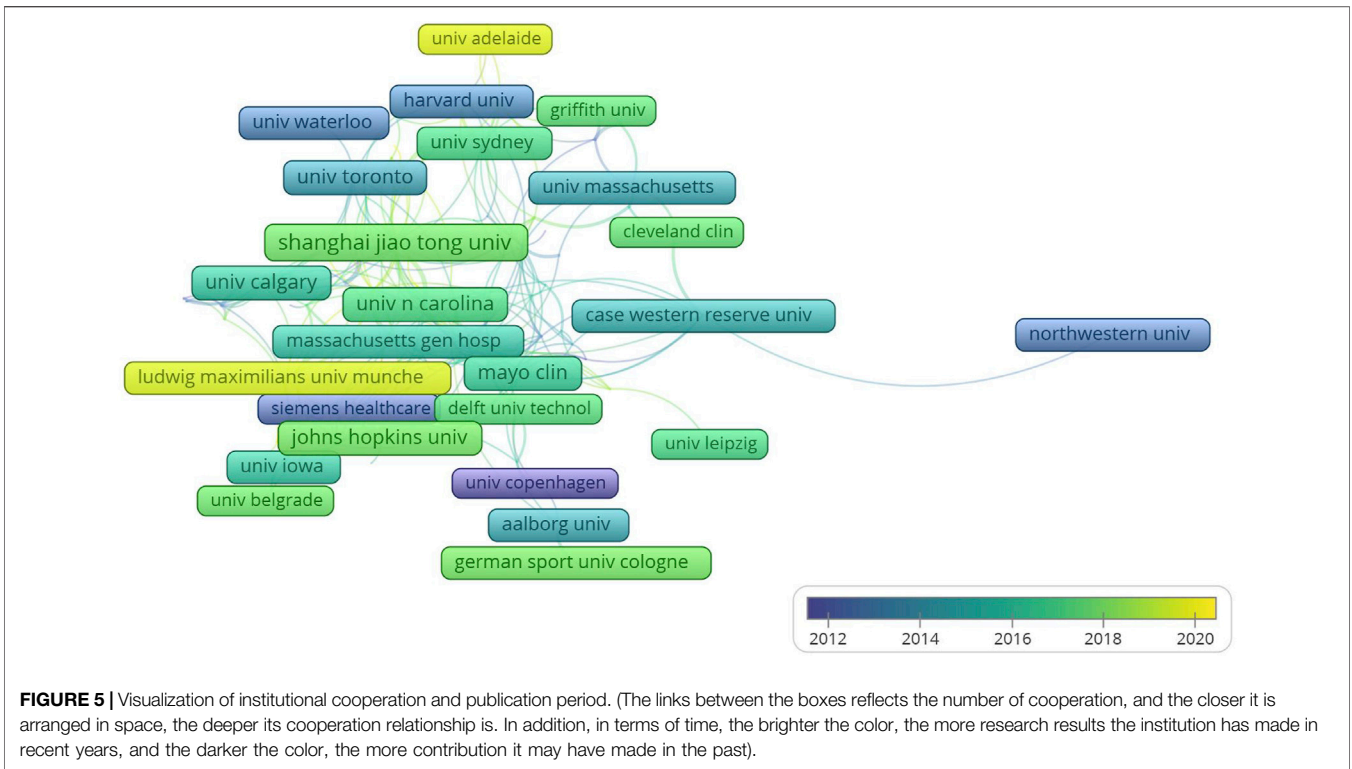 univ adelaide
harvard univ
griffith univ
univ waterloo
univ sydney
univ toronto
univ massachusetts
cleveland clin
shanghai jiao tong univ
univ calgary
univ n carolina
case western reserve univ
northwestern univ
massachusetts gen hosp
mayo clin
ludwig maximilians univ munche
siemens healthcare
delft univ technol
johns hopkins univ
univ leipzig
univ iowa
univ copenhagen
univ belgrade
aalborg univ
german sport univ cologne
2012 2014 2016 2018 2020
FIGURE 5 | Visualization of institutional cooperation and publication period. (The links between the boxes reflects the number of cooperation, and the closer it is
arranged in space, the deeper its cooperation relationship is. In addition, in terms of time, the brighter the color, the more research results the institution has made in
recent years, and the darker the color, the more contribution it may have made in the past).